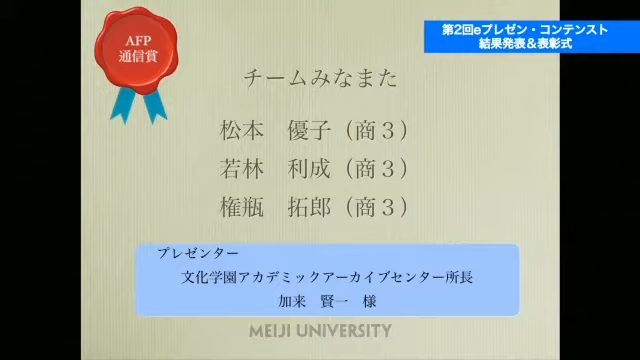 第2回eプレゼン・コンテンスト
結果発表＆表彰式
AFP
通信賞
チームみなまた
松本　優子（商３）
若林　利成（商３）
権瓶　拓郎（商３）
プレゼンター
文化学園アカデミックアーカイブセンター所長
加来　賢一　様
MEIJI UNIVERSITY